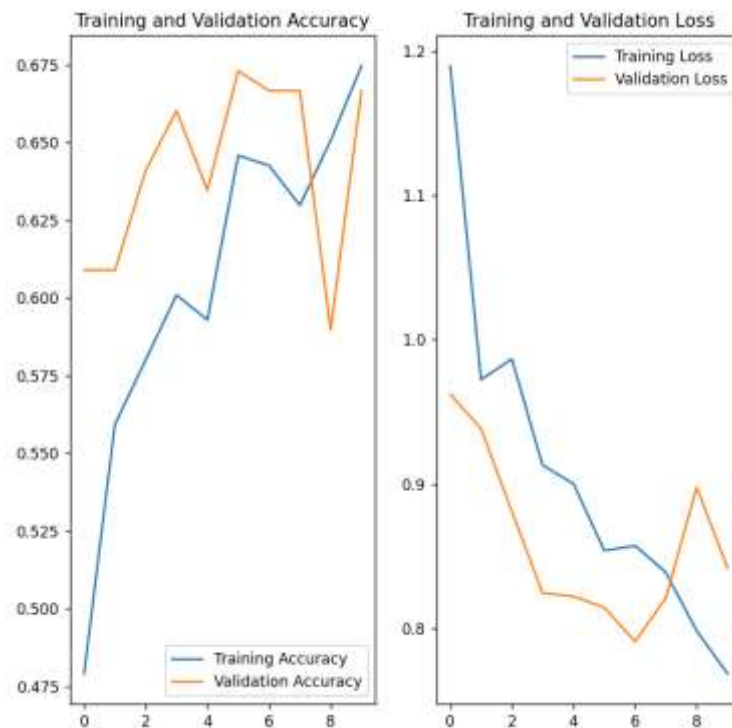 Training and Validation Accuracy
0.675
0.650
0.625
0.600
0.575
0.550
0.525
0.500
0.475
Training Accuracy
Validation Accuracy
0 2 4 6 8
Training and Validation Loss
1.2
1.1
1.0
0.9
0.8
Training Loss
Validation Loss
0 2 4 6 8